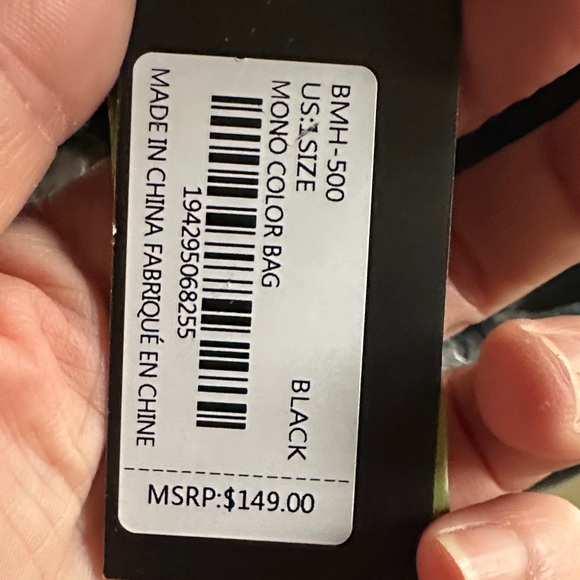 BMH-500
US:1 SIZE
BLACK
MONO COLOR BAG
194295068255
MADE IN CHINA FABRIQUÉ EN CHINE
MSRP:$149.00